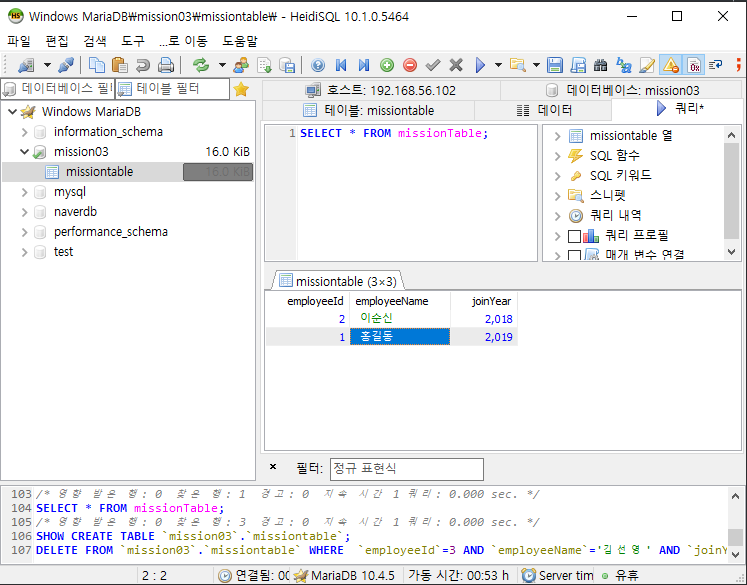 Windows MariaDB\mission03\missiontable\ - HeidiSQL 10.1.0.5464
파일 편집 검색 도구 ...로 이동 도움말
데이터베이스 필 테이블 필터
호스트: 192.168.56.102 데이터베이스: mission03
테이블: missiontable 데이터 쿼리*
Windows MariaDB
information_schema
mission03 16.0 KiB
missiontable 16.0 KiB
mysql
naverdb
performance_schema
test
1 SELECT * FROM missionTable;
missiontable 열
SQL 함수
SQL 키워드
스니펫
쿼리 내역
쿼리 프로필
매개 변수 연결
missiontable (3×3)
employeeId employeeName joinYear
2 이순신 2,018
1 홍길동 2,019
× 필터: 정규 표현식
103 /* 영향 받은 행: 0 찾은 행: 1 경고: 0 지속 시간 1 쿼리: 0.000 sec. */
104 SELECT * FROM missionTable;
105 /* 영향 받은 행: 0 찾은 행: 3 경고: 0 지속 시간 1 쿼리: 0.000 sec. */
106 SHOW CREATE TABLE `mission03`.`missiontable`;
107 DELETE FROM `mission03`.`missiontable` WHERE `employeeId`=3 AND `employeeName`='김선영' AND `joinY
2 : 2 연결됨: 00 MariaDB 10.4.5 가동 시간: 00:53 h Server tim 유휴